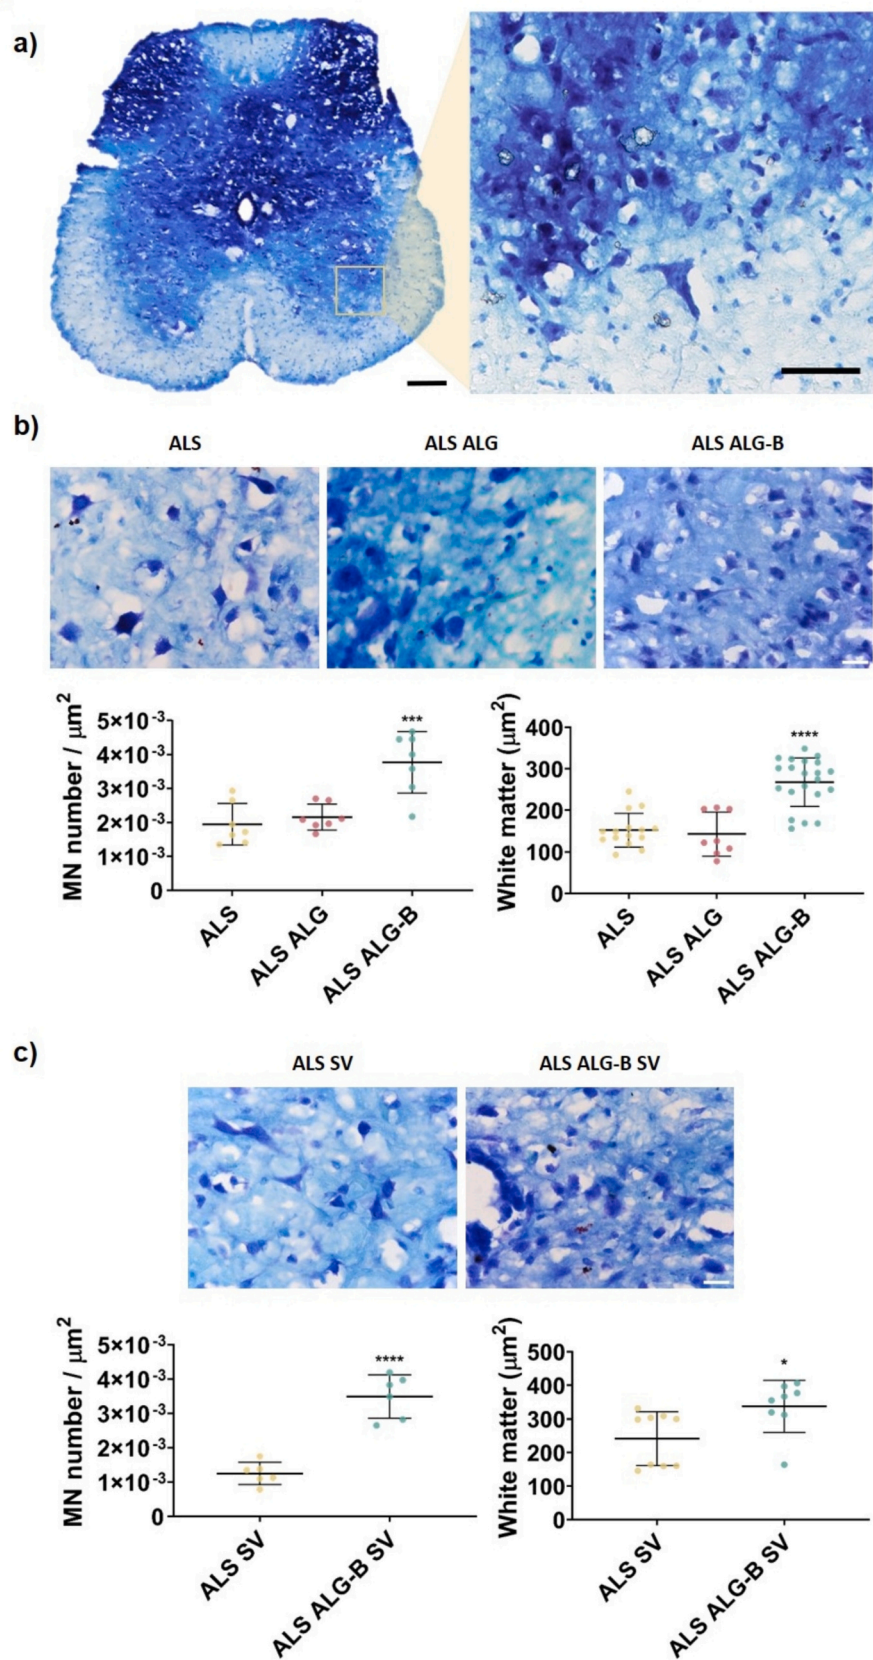 a)
b)
ALS ALS ALG ALS ALG-B
MN number / μm²
5×10⁻³
4×10⁻³
3×10⁻³
2×10⁻³
1×10⁻³
0
***
ALS ALS ALG ALS ALG-B
White matter (μm²)
400
300
200
100
0
****
ALS ALS ALG ALS ALG-B
c)
ALS SV ALS ALG-B SV
MN number / μm²
5×10⁻³
4×10⁻³
3×10⁻³
2×10⁻³
1×10⁻³
0
****
ALS SV ALS ALG-B SV
White matter (μm²)
500
400
300
200
100
0
*
ALS SV ALS ALG-B SV